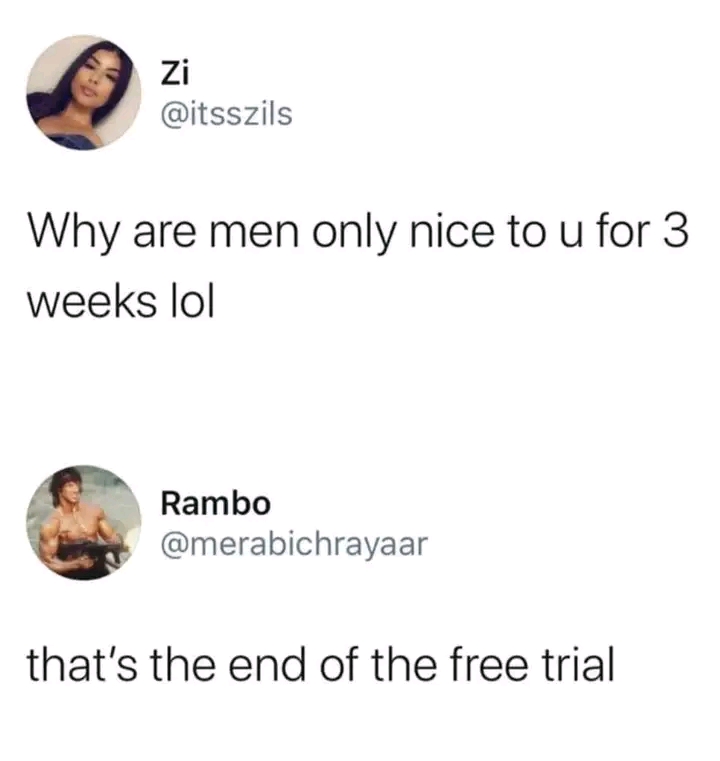 Zi
@itsszils
Why are men only nice to u for 3
weeks lol
Rambo
@merabichrayaar
that's the end of the free trial